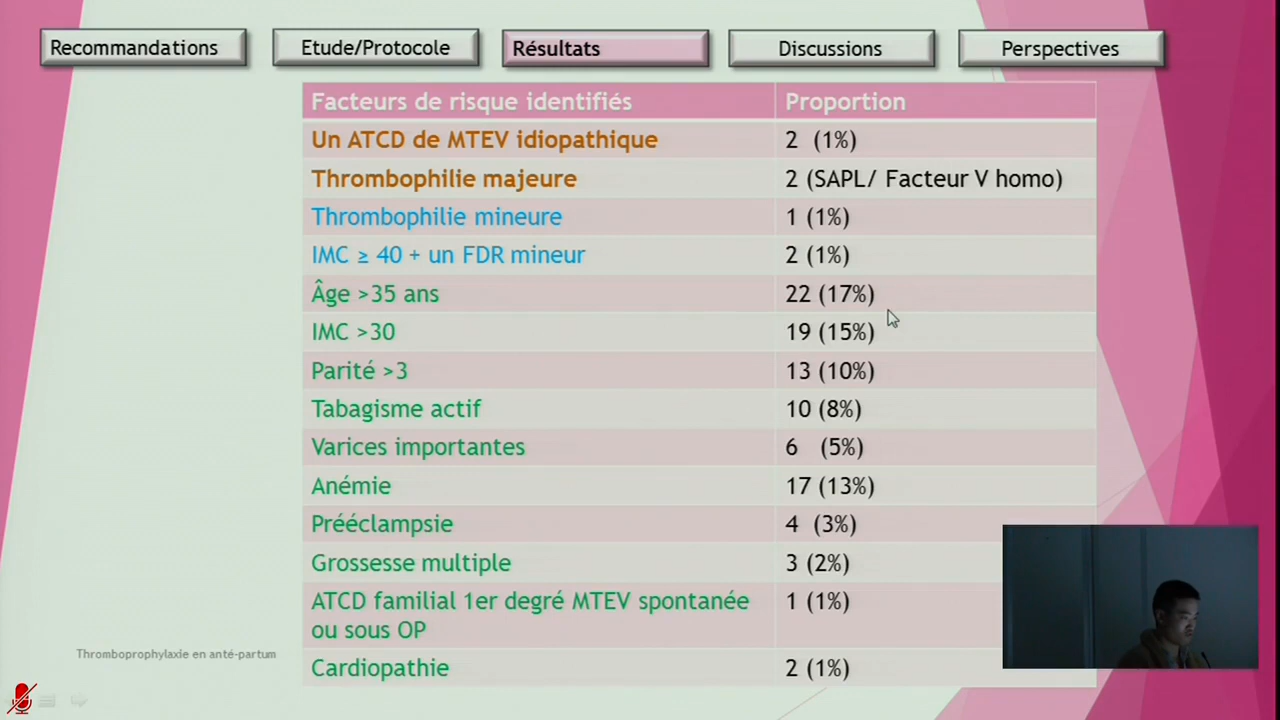 Recommandations
Etude/Protocole
Résultats
Discussions
Perspectives
Facteurs de risque identifiés Proportion
Un ATCD de MTEV idiopathique 2 (1%)
Thrombophilie majeure 2 (SAPL/ Facteur V homo)
Thrombophilie mineure 1 (1%)
IMC ≥ 40 + un FDR mineur 2 (1%)
Âge >35 ans 22 (17%)
IMC >30 19 (15%)
Parité >3 13 (10%)
Tabagisme actif 10 (8%)
Varices importantes 6 (5%)
Anémie 17 (13%)
Prééclampsie 4 (3%)
Grossesse multiple 3 (2%)
ATCD familial 1er degré MTEV spontanée 1 (1%)
ou sous OP
Cardiopathie 2 (1%)
Thromboprophylaxie en anté-partum